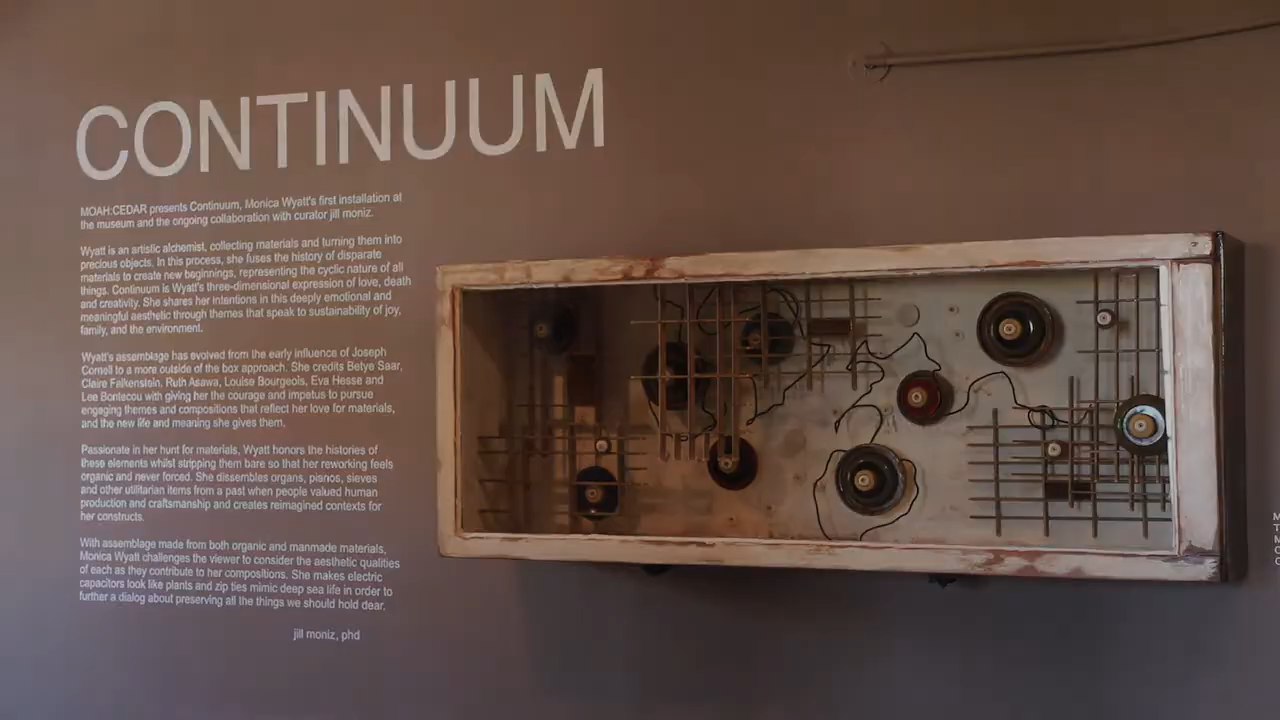 CONTINUUM
MOAH:CEDAR presents Continuum, Monica Wyatt's first installation at
the museum and the ongoing collaboration with curator jill moniz.
Wyatt is an artistic alchemist, collecting materials and turning them into
precious objects. In this process, she fuses the history of disparate
materials to create new beginnings, representing the cyclic nature of all
things. Continuum is Wyatt's three-dimensional expression of love, death
and creativity. She shares her intentions in this deeply emotional and
meaningful aesthetic through themes that speak to sustainability of joy,
family, and the environment.
Wyatt's assemblage has evolved from the early influence of Joseph
Cornell to a more outside of the box approach. She credits Betye Saar,
Claire Falkenstein, Ruth Asawa, Louise Bourgeois, Eva Hesse and
Lee Bontecou with giving her the courage and impetus to pursue
engaging themes and compositions that reflect her love for materials,
and the new life and meaning she gives them.
Passionate in her hunt for materials, Wyatt honors the histories of
these elements whilst stripping them bare so that her reworking feels
organic and never forced. She dissembles organs, pianos, sieves
and other utilitarian items from a past when people valued human
production and craftsmanship and creates reimagined contexts for
her constructs.
With assemblage made from both organic and manmade materials,
Monica Wyatt challenges the viewer to consider the aesthetic qualities
of each as they contribute to her compositions. She makes electric
capacitors look like plants and zip ties mimic deep sea life in order to
further a dialog about preserving all the things we should hold dear.
jill moniz, phd